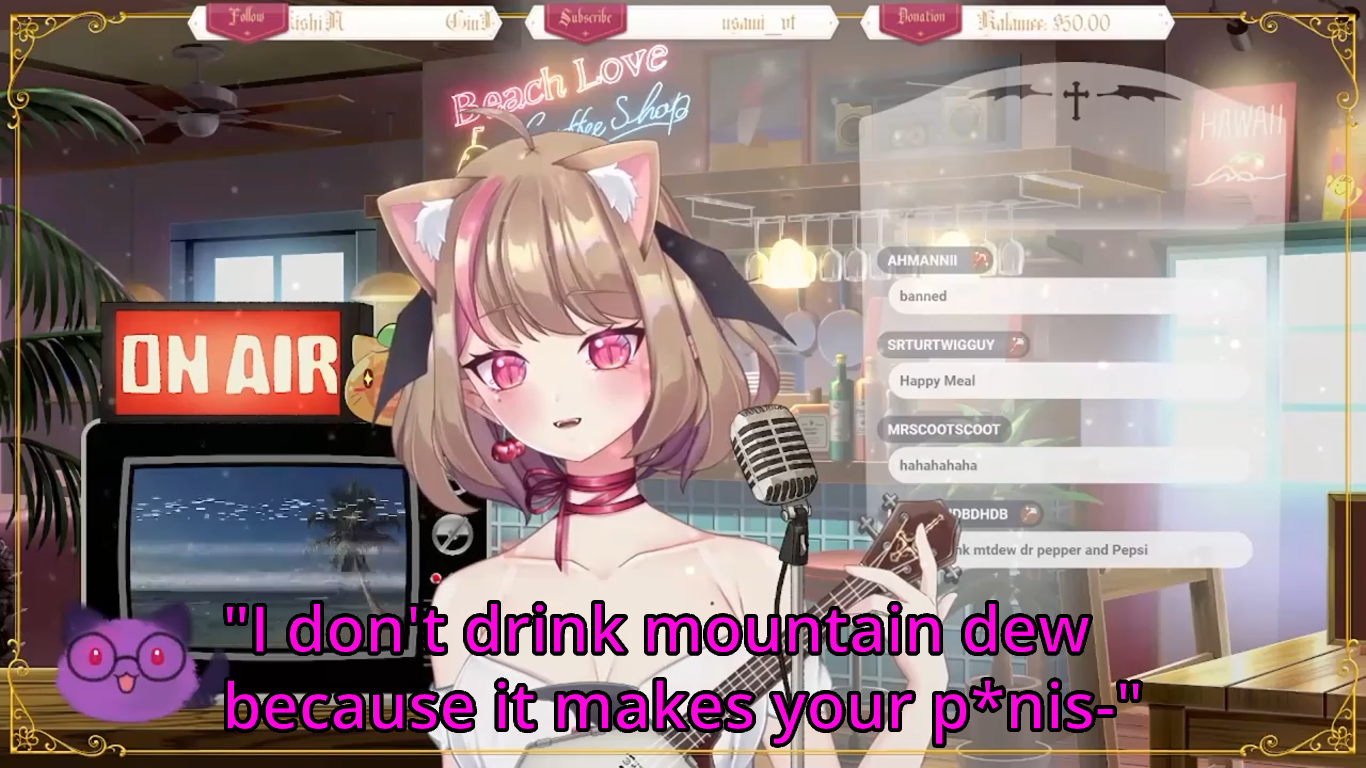 Follow
Subscribe
usami_vt
Donation
Balance: $50.00
Beach Love
Coffee Shop
HAWAII
AHMANNII
banned
ON AIR
SRTURTWIGGUY
Happy Meal
MRSCOOTSCOOT
hahahahaha
DBDHDB
mtdew dr pepper and Pepsi
"I don't drink mountain dew
because it makes your p*nis-"